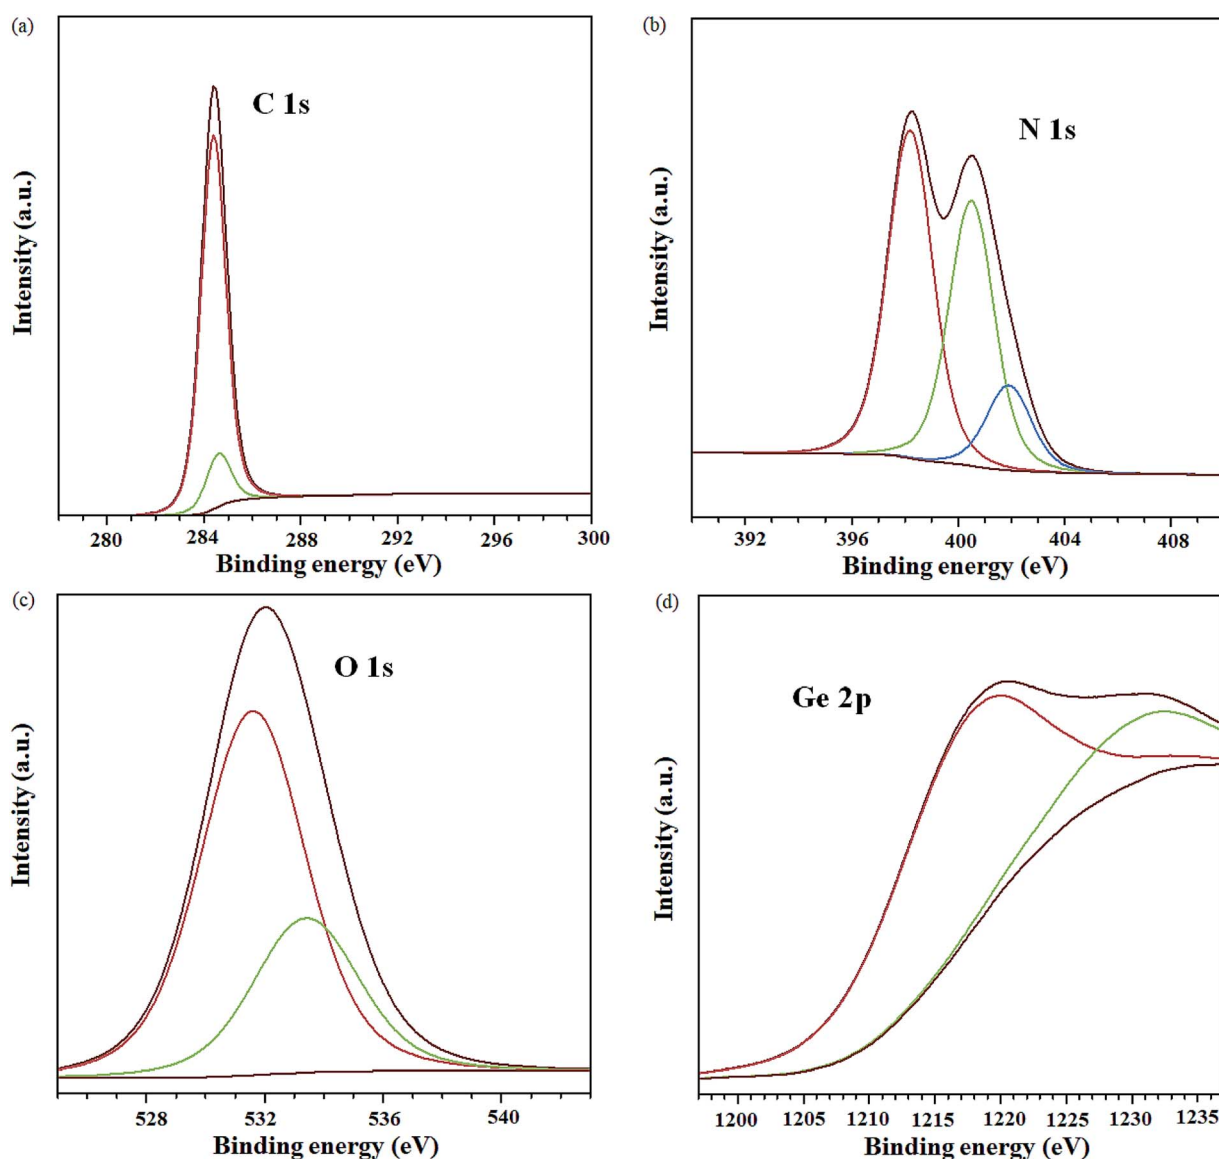 (a)
C 1s
Intensity (a.u.)
280 284 288 292 296 300
Binding energy (eV)
(b)
N 1s
Intensity (a.u.)
392 396 400 404 408
Binding energy (eV)
(c)
O 1s
Intensity (a.u.)
528 532 536 540
Binding energy (eV)
(d)
Ge 2p
Intensity (a.u.)
1200 1205 1210 1215 1220 1225 1230 1235
Binding energy (eV)